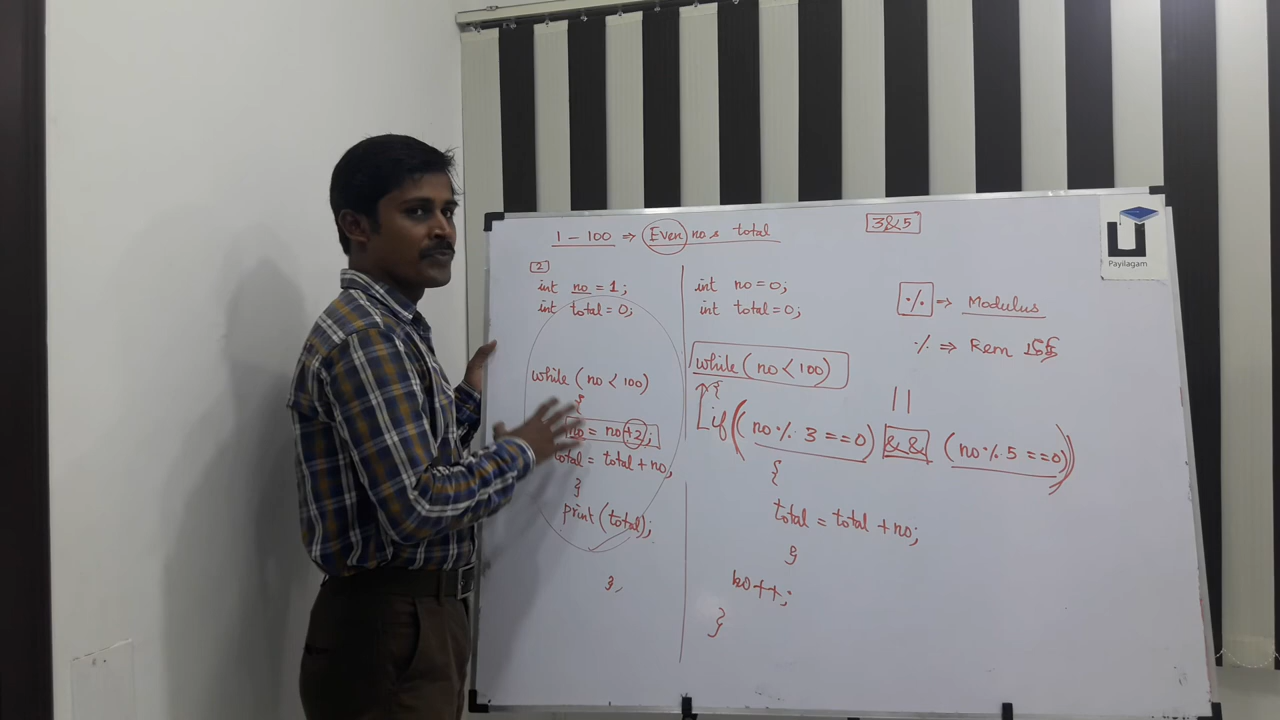 1 - 100 ⇒ Even no.s total
3&5
2
int no = 1;
int total = 0;
while ( no < 100)
{
no = no+2;
total = total + no;
}
print (total);
}
int no = 0;
int total = 0;
while ( no < 100)
{
if((no % 3 == 0) && (no % 5 == 0))
{
total = total + no;
}
no++;
}
% ⇒ Modulus
% ⇒ Rem
||
Payilagam